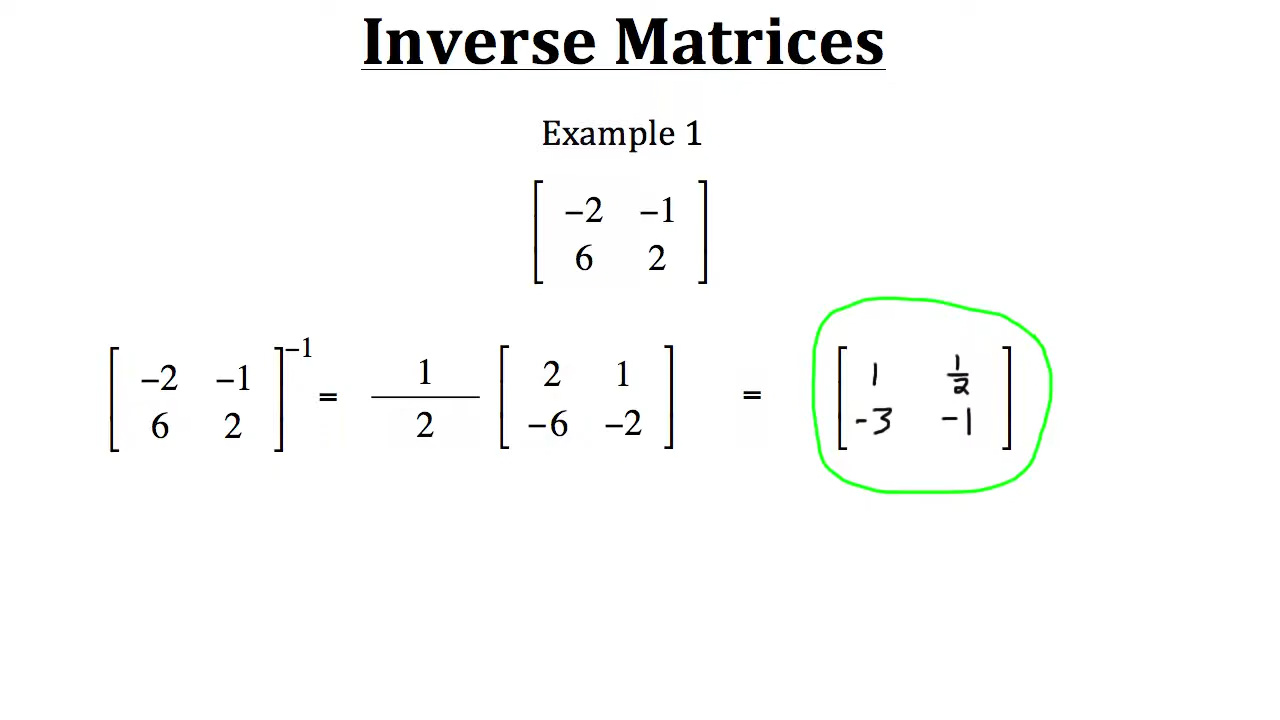 Inverse Matrices
Example 1
[ −2 −1
6 2 ]
[ −2 −1
6 2 ]−1 = 1/2 [ 2 1
−6 −2 ] = [ 1 1/2
-3 -1 ]